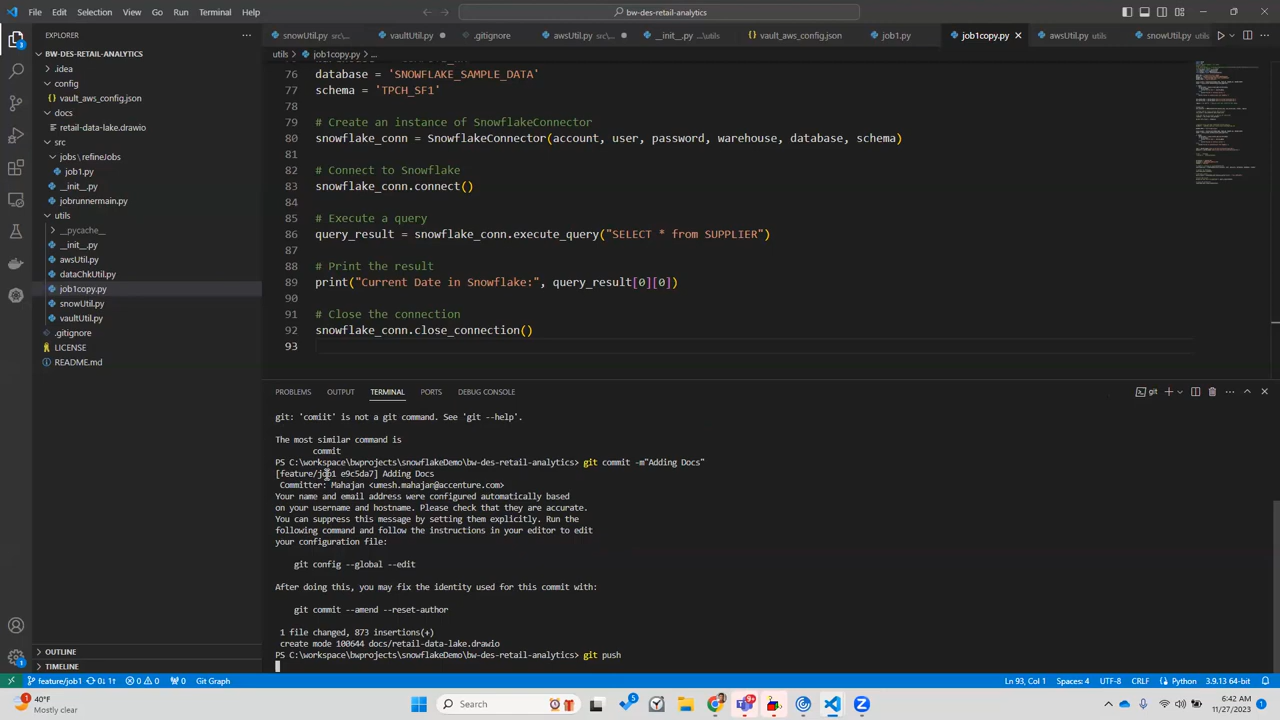 File Edit Selection View Go Run Terminal Help
bw-des-retail-analytics
EXPLORER
snowUtil.py ...\utils
vaultUtil.py
.gitignore
awsUtil.py src\...
__init__.py ...\utils
vault_aws_config.json
job1.py
job1copy.py
awsUtil.py utils
snowUtil.py utils
utils > job1copy.py > ...
BW-DES-RETAIL-ANALYTICS
.idea
config
vault_aws_config.json
docs
retail-data-lake.drawio
src
jobs \ refineJobs
job1.py
__init__.py
jobrunnermain.py
utils
__pycache__
__init__.py
awsUtil.py
dataChkUtil.py
job1copy.py
snowUtil.py
vaultUtil.py
.gitignore
LICENSE
README.md
OUTLINE
TIMELINE
76 database = 'SNOWFLAKE_SAMPLE_DATA'
77 schema = 'TPCH_SF1'
78
79 # Create an instance of SnowflakeConnector
80 snowflake_conn = SnowflakeConnector(account, user, password, warehouse, database, schema)
81
82 # Connect to Snowflake
83 snowflake_conn.connect()
84
85 # Execute a query
86 query_result = snowflake_conn.execute_query("SELECT * from SUPPLIER")
87
88 # Print the result
89 print("Current Date in Snowflake:", query_result[0][0])
90
91 # Close the connection
92 snowflake_conn.close_connection()
93
PROBLEMS OUTPUT TERMINAL PORTS DEBUG CONSOLE
git
git: 'comiit' is not a git command. See 'git --help'.
The most similar command is
commit
PS C:\workspace\bwprojects\snowflakeDemo\bw-des-retail-analytics> git commit -m"Adding Docs"
[feature/job1 e9c5da7] Adding Docs
Committer: Mahajan <umesh.mahajar@accenture.com>
Your name and email address were configured automatically based
on your username and hostname. Please check that they are accurate.
You can suppress this message by setting them explicitly. Run the
following command and follow the instructions in your editor to edit
your configuration file:
git config --global --edit
After doing this, you may fix the identity used for this commit with:
git commit --amend --reset-author
1 file changed, 873 insertions(+)
create mode 100644 docs/retail-data-lake.drawio
PS C:\workspace\bwprojects\snowflakeDemo\bw-des-retail-analytics> git push
feature/job1 0↓ 1↑ 0 0 0 Git Graph
Ln 93, Col 1 Spaces: 4 UTF-8 CRLF Python 3.9.13 64-bit
40°F
Mostly clear
Search
6:42 AM
11/27/2023